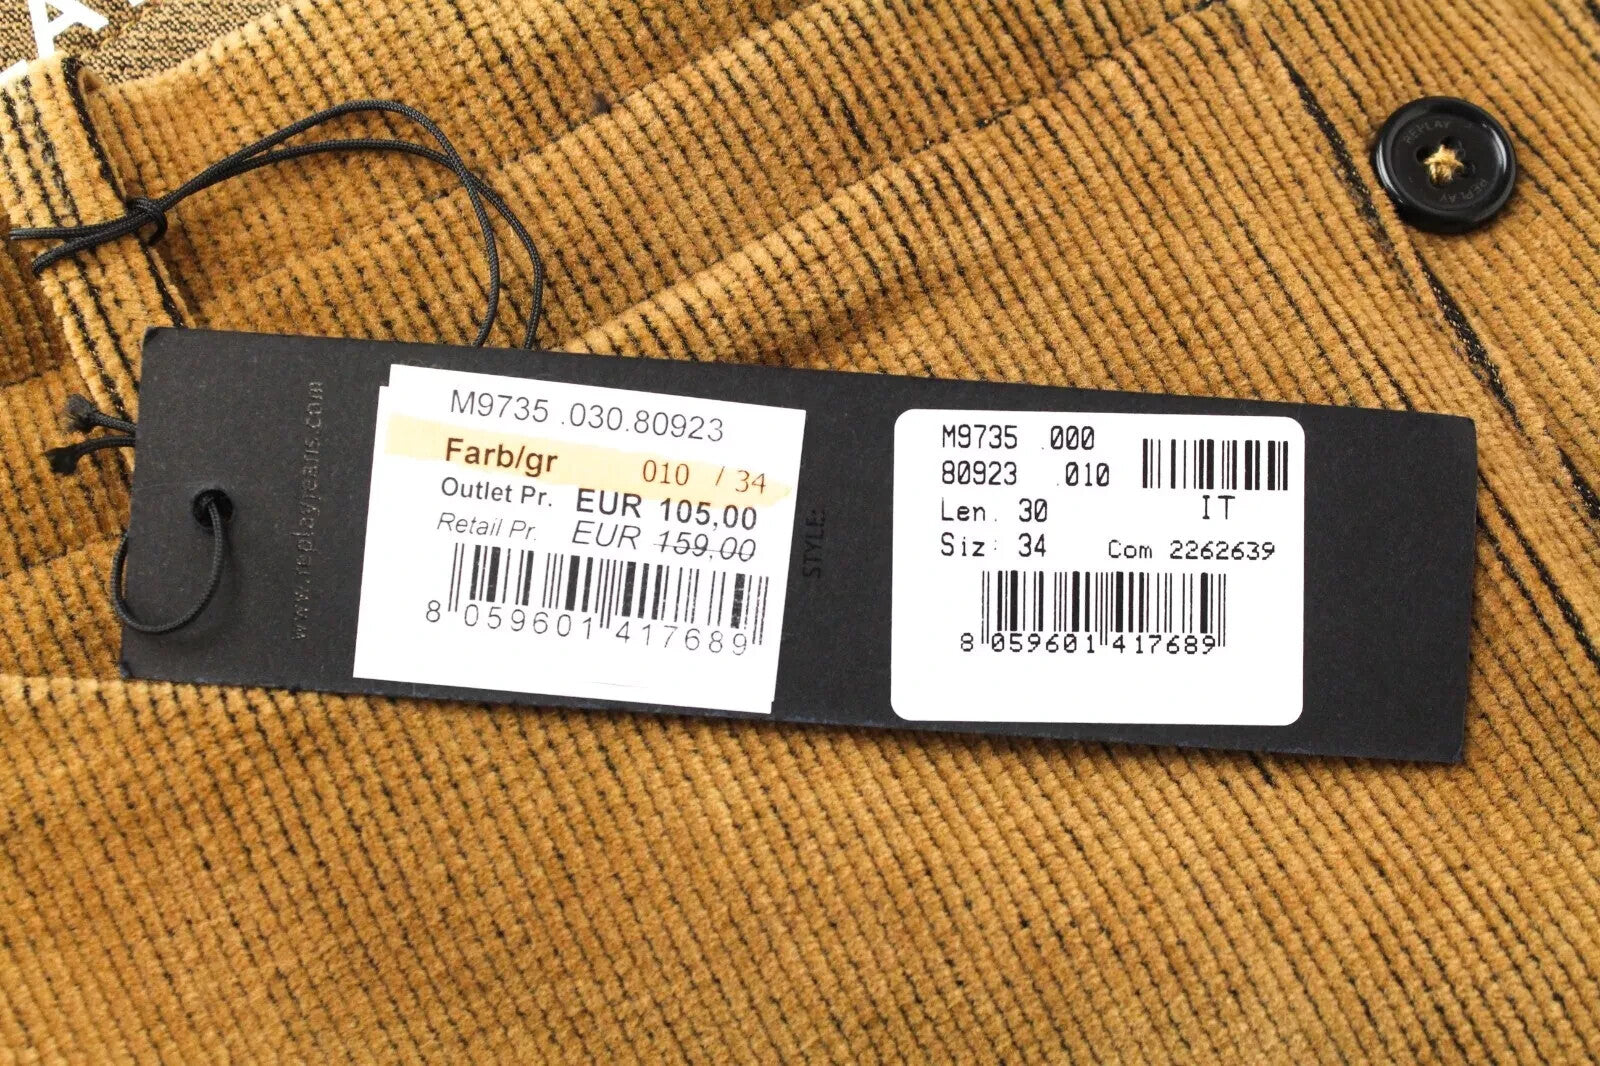 www.replayjeans.com
M9735 .030.80923
Farb/gr 010 / 34
Outlet Pr. EUR 105,00
Retail Pr. EUR 159,00
8 059601 417689
STYLE:
M9735 .000
80923 .010
IT
Len. 30
Siz: 34 Com 2262639
8 059601 417689
REPLAY
REPLAY